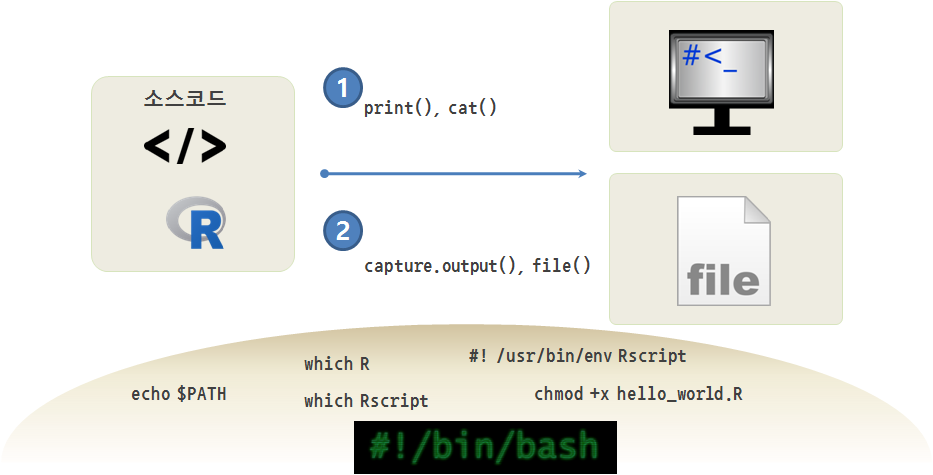 소스코드
</>
R
1
print(), cat()
#<_
2
capture.output(), file()
file
which R
#! /usr/bin/env Rscript
echo $PATH
which Rscript
chmod +x hello_world.R
#!/bin/bash